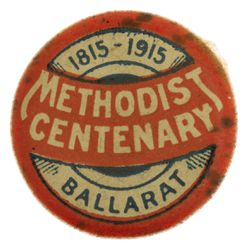 1815-1915
METHODIST
CENTENARY
BALLARAT